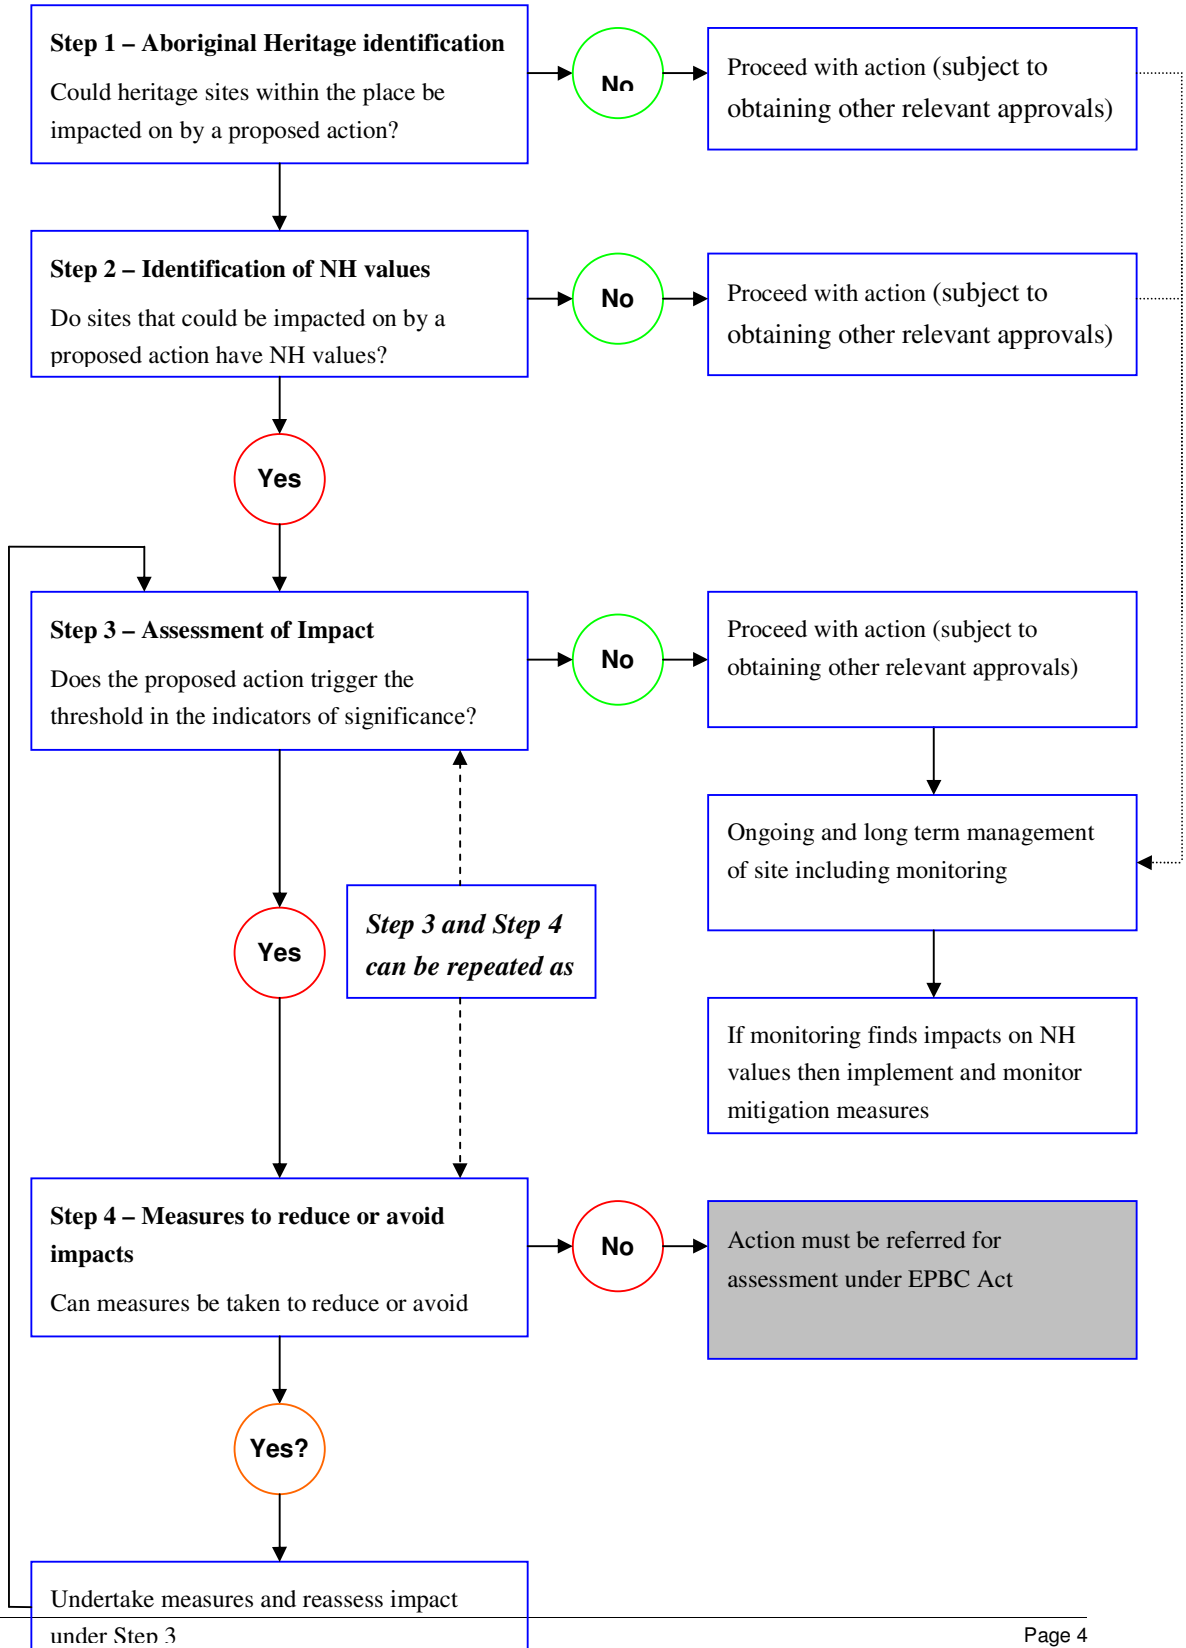 Step 1 – Aboriginal Heritage identification
Could heritage sites within the place be
impacted on by a proposed action?
No
Proceed with action (subject to
obtaining other relevant approvals)
Step 2 – Identification of NH values
Do sites that could be impacted on by a
proposed action have NH values?
No
Proceed with action (subject to
obtaining other relevant approvals)
Yes
Step 3 – Assessment of Impact
Does the proposed action trigger the
threshold in the indicators of significance?
No
Proceed with action (subject to
obtaining other relevant approvals)
Ongoing and long term management
of site including monitoring
Yes
Step 3 and Step 4
can be repeated as
If monitoring finds impacts on NH
values then implement and monitor
mitigation measures
Step 4 – Measures to reduce or avoid
impacts
Can measures be taken to reduce or avoid
No
Action must be referred for
assessment under EPBC Act
Yes?
Undertake measures and reassess impact
under Step 3
Page 4